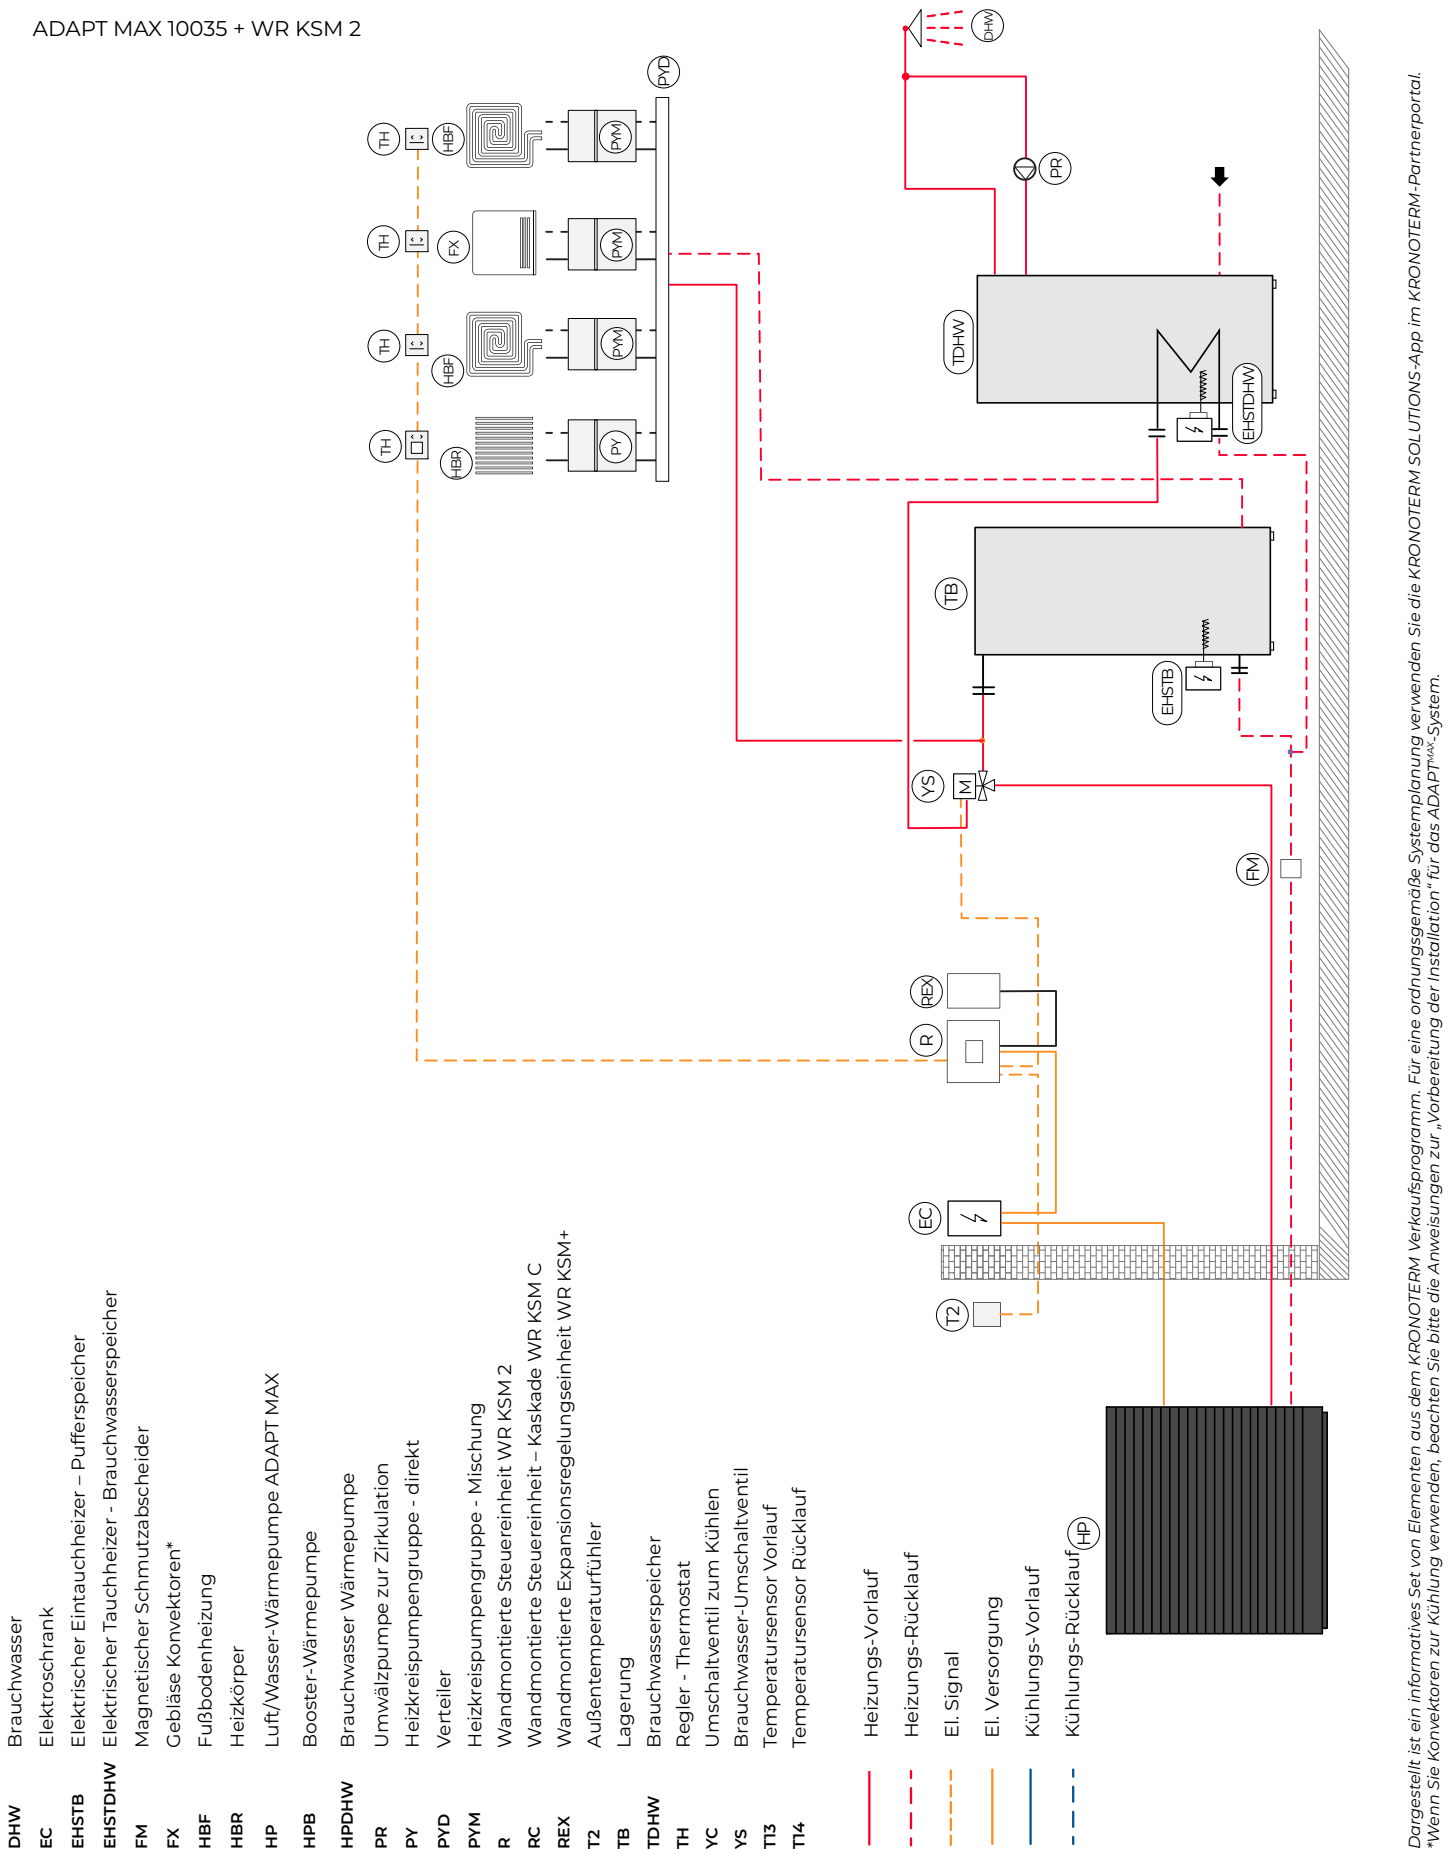 ADAPT MAX 10035 + WR KSM 2
DHW Brauchwasser
EC Elektroschrank
EHSTB Elektrischer Eintauchheizer – Pufferspeicher
EHSTDHW Elektrischer Tauchheizer - Brauchwasserspeicher
FM Magnetischer Schmutzabscheider
FX Gebläse Konvektoren*
HBF Fußbodenheizung
HBR Heizkörper
HP Luft/Wasser-Wärmepumpe ADAPT MAX
HPB Booster-Wärmepumpe
HPDHW Brauchwasser Wärmepumpe
PR Umwälzpumpe zur Zirkulation
PY Heizkreispumpengruppe - direkt
PYD Verteiler
PYM Heizkreispumpengruppe - Mischung
R Wandmontierte Steuereinheit WR KSM 2
RC Wandmontierte Steuereinheit – Kaskade WR KSM C
REX Wandmontierte Expansionsregelungseinheit WR KSM+
T2 Außentemperaturfühler
TB Lagerung
TDHW Brauchwasserspeicher
TH Regler - Thermostat
YC Umschaltventil zum Kühlen
YS Brauchwasser-Umschaltventil
T13 Temperatursensor Vorlauf
T14 Temperatursensor Rücklauf
Heizungs-Vorlauf
Heizungs-Rücklauf
El. Signal
El. Versorgung
Kühlungs-Vorlauf
Kühlungs-Rücklauf
HP
T2
EC
R
REX
FM
YS
M
EHSTB
TB
EHSTDHW
TDHW
PR
DHW
TH
HBR
PY
TH
HBF
PYM
TH
FX
PYM
TH
HBF
PYM
PYD
Dargestellt ist ein informatives Set von Elementen aus dem KRONOTERM Verkaufsprogramm. Für eine ordnungsgemäße Systemplanung verwenden Sie die KRONOTERM SOLUTIONS-App im KRONOTERM-Partnerportal.
*Wenn Sie Konvektoren zur Kühlung verwenden, beachten Sie bitte die Anweisungen zur „Vorbereitung der Installation" für das ADAPTᴹᴬˣ-System.